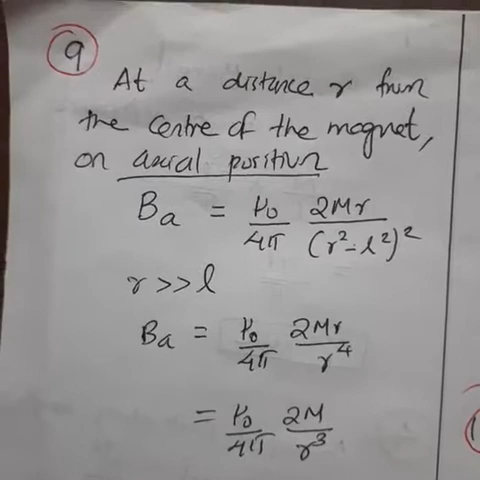 9
At a distance r from
the centre of the magnet,
on axial position
Ba = μ0/4π 2Mr/(r²-l²)²
r >> l
Ba = μ0/4π 2Mr/r⁴
= μ0/4π 2M/r³